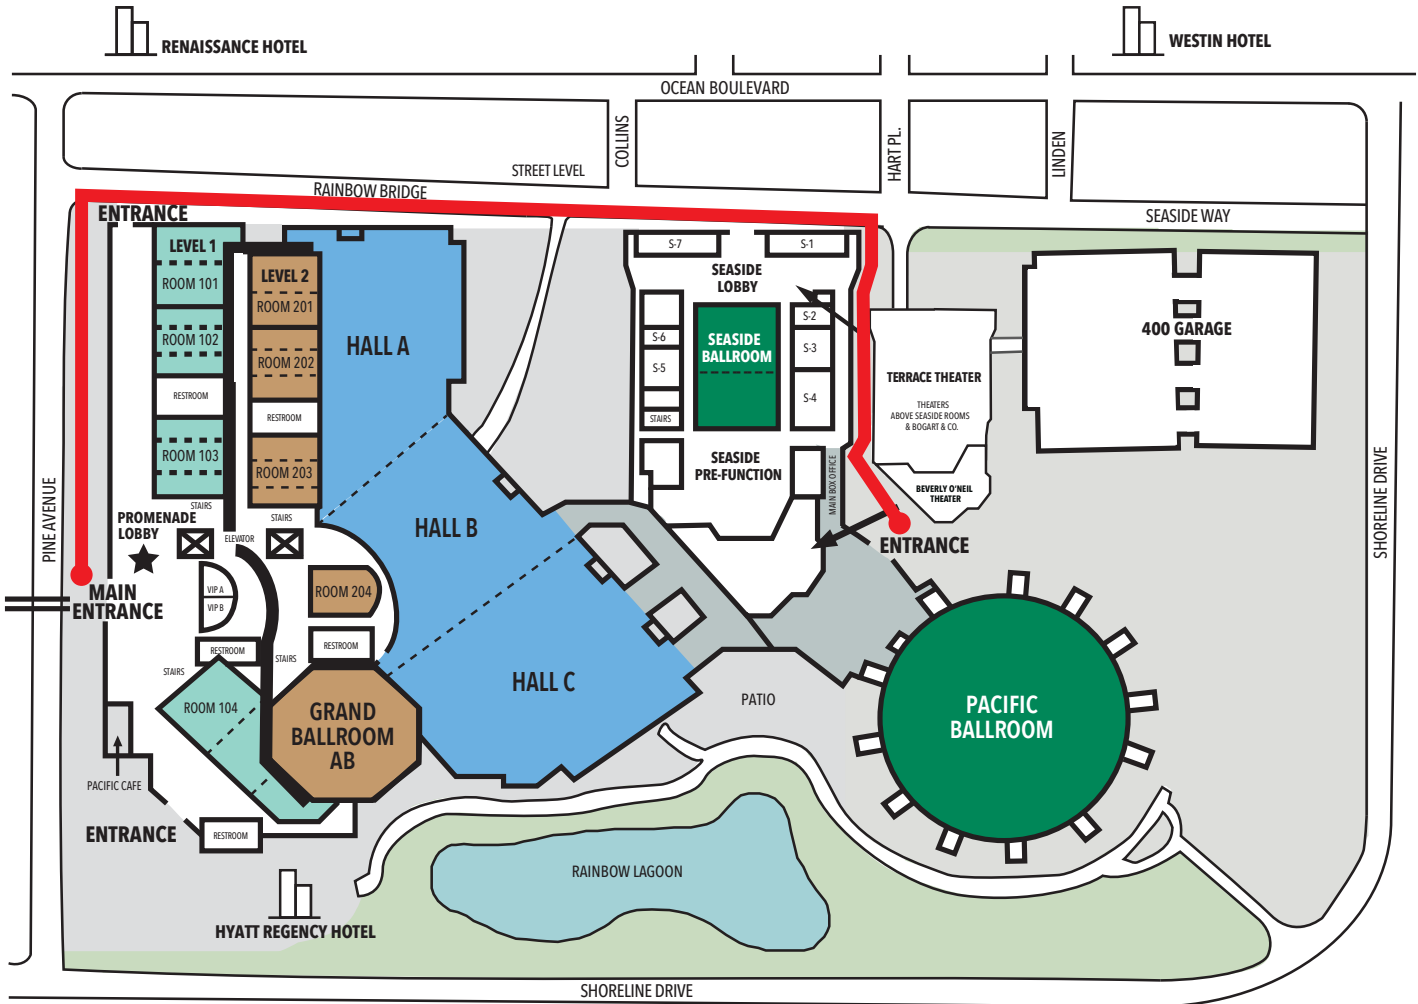 RENAISSANCE HOTEL
WESTIN HOTEL
OCEAN BOULEVARD
COLLINS
HART PL.
LINDEN
STREET LEVEL
RAINBOW BRIDGE
SEASIDE WAY
ENTRANCE
LEVEL 1
ROOM 101
ROOM 102
RESTROOM
ROOM 103
STAIRS
LEVEL 2
ROOM 201
ROOM 202
RESTROOM
ROOM 203
STAIRS
HALL A
HALL B
HALL C
S-7
S-1
SEASIDE
LOBBY
S-2
S-6
S-3
S-5
S-4
STAIRS
SEASIDE
BALLROOM
SEASIDE
PRE-FUNCTION
MAIN BOX OFFICE
TERRACE THEATER
THEATERS
ABOVE SEASIDE ROOMS
& BOGART & CO.
BEVERLY O'NEIL
THEATER
400 GARAGE
SHORELINE DRIVE
ENTRANCE
PINE AVENUE
PROMENADE
LOBBY
ELEVATOR
MAIN
ENTRANCE
VIP A
VIP B
ROOM 204
RESTROOM
RESTROOM
STAIRS
STAIRS
ROOM 104
GRAND
BALLROOM
AB
PATIO
PACIFIC
BALLROOM
PACIFIC CAFE
ENTRANCE
RESTROOM
RAINBOW LAGOON
HYATT REGENCY HOTEL
SHORELINE DRIVE